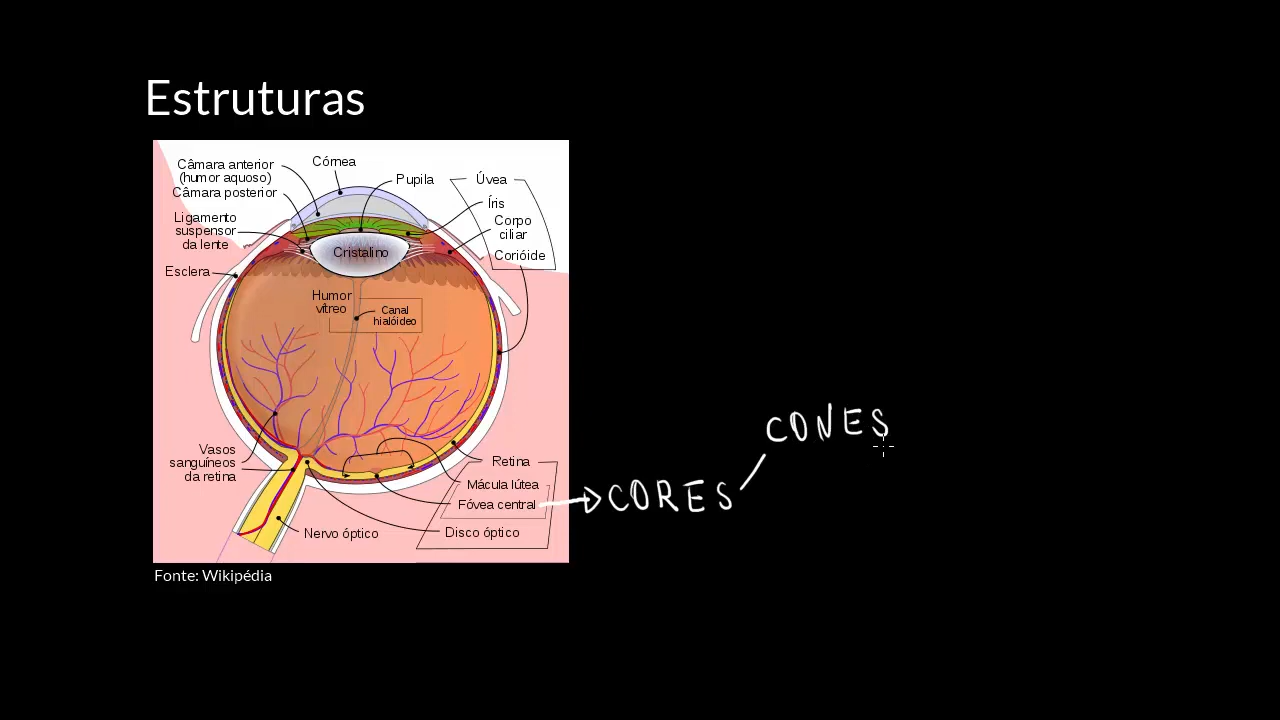 Estruturas
Câmara anterior
(humor aquoso)
Câmara posterior
Córnea
Pupila
Úvea
Íris
Corpo
ciliar
Corióide
Ligamento
suspensor
da lente
Cristalino
Esclera
Humor
vítreo
Canal
hialóideo
Vasos
sanguíneos
da retina
Retina
Mácula lútea
Fóvea central
Disco óptico
Nervo óptico
CORES
CONES
Fonte: Wikipédia